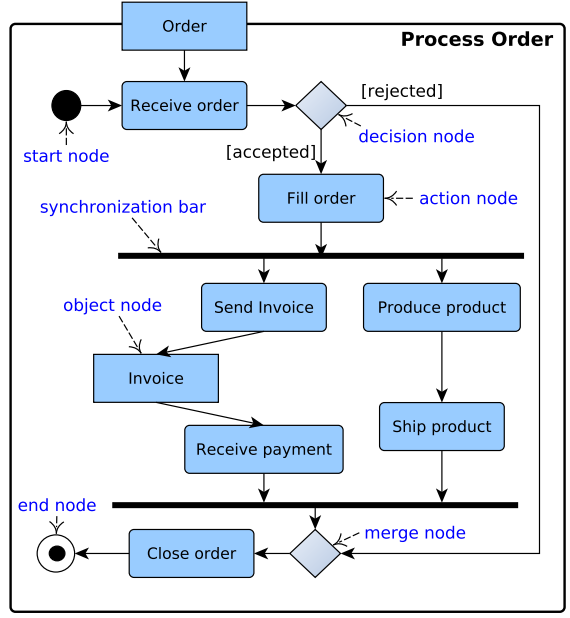 Order
Process Order
Receive order
[rejected]
decision node
start node
[accepted]
Fill order
action node
synchronization bar
Send Invoice
Produce product
object node
Invoice
Ship product
Receive payment
end node
merge node
Close order